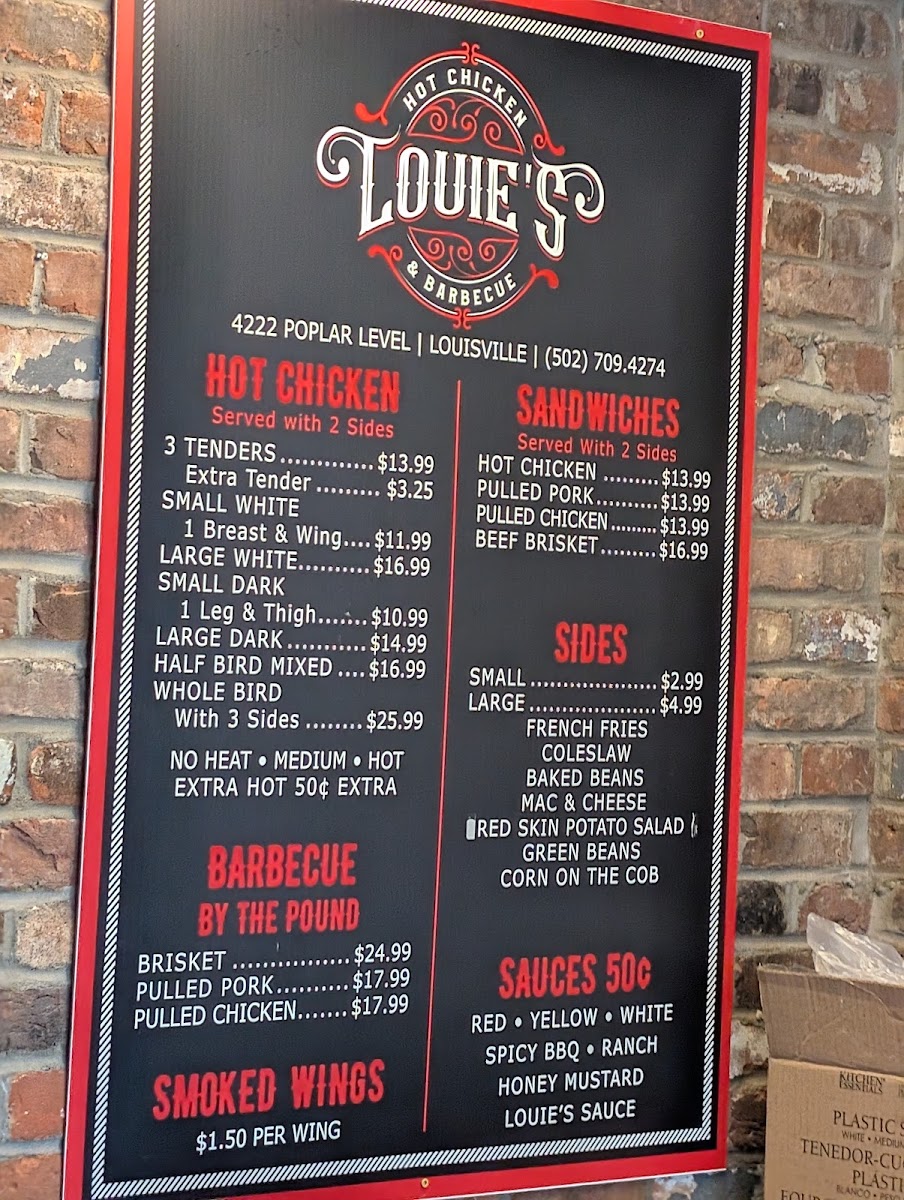 HOT CHICKEN
LOUIE'S
& BARBECUE
4222 POPLAR LEVEL | LOUISVILLE | (502) 709.4274
HOT CHICKEN
Served with 2 Sides
3 TENDERS..............$13.99
Extra Tender ......... $3.25
SMALL WHITE
1 Breast & Wing....$11.99
LARGE WHITE..........$16.99
SMALL DARK
1 Leg & Thigh.......$10.99
LARGE DARK...........$14.99
HALF BIRD MIXED ....$16.99
WHOLE BIRD
With 3 Sides ........$25.99
NO HEAT • MEDIUM • HOT
EXTRA HOT 50¢ EXTRA
BARBECUE
BY THE POUND
BRISKET ................$24.99
PULLED PORK..........$17.99
PULLED CHICKEN.......$17.99
SMOKED WINGS
$1.50 PER WING
SANDWICHES
Served With 2 Sides
HOT CHICKEN .........$13.99
PULLED PORK..........$13.99
PULLED CHICKEN.........$13.99
BEEF BRISKET.........$16.99
SIDES
SMALL .....................$2.99
LARGE .....................$4.99
FRENCH FRIES
COLESLAW
BAKED BEANS
MAC & CHEESE
RED SKIN POTATO SALAD
GREEN BEANS
CORN ON THE COB
SAUCES 50¢
RED • YELLOW • WHITE
SPICY BBQ • RANCH
HONEY MUSTARD
LOUIE'S SAUCE
KITCHEN
ESSENTIALS
PLASTIC
WHITE • MEDIUM
PLÁSTI